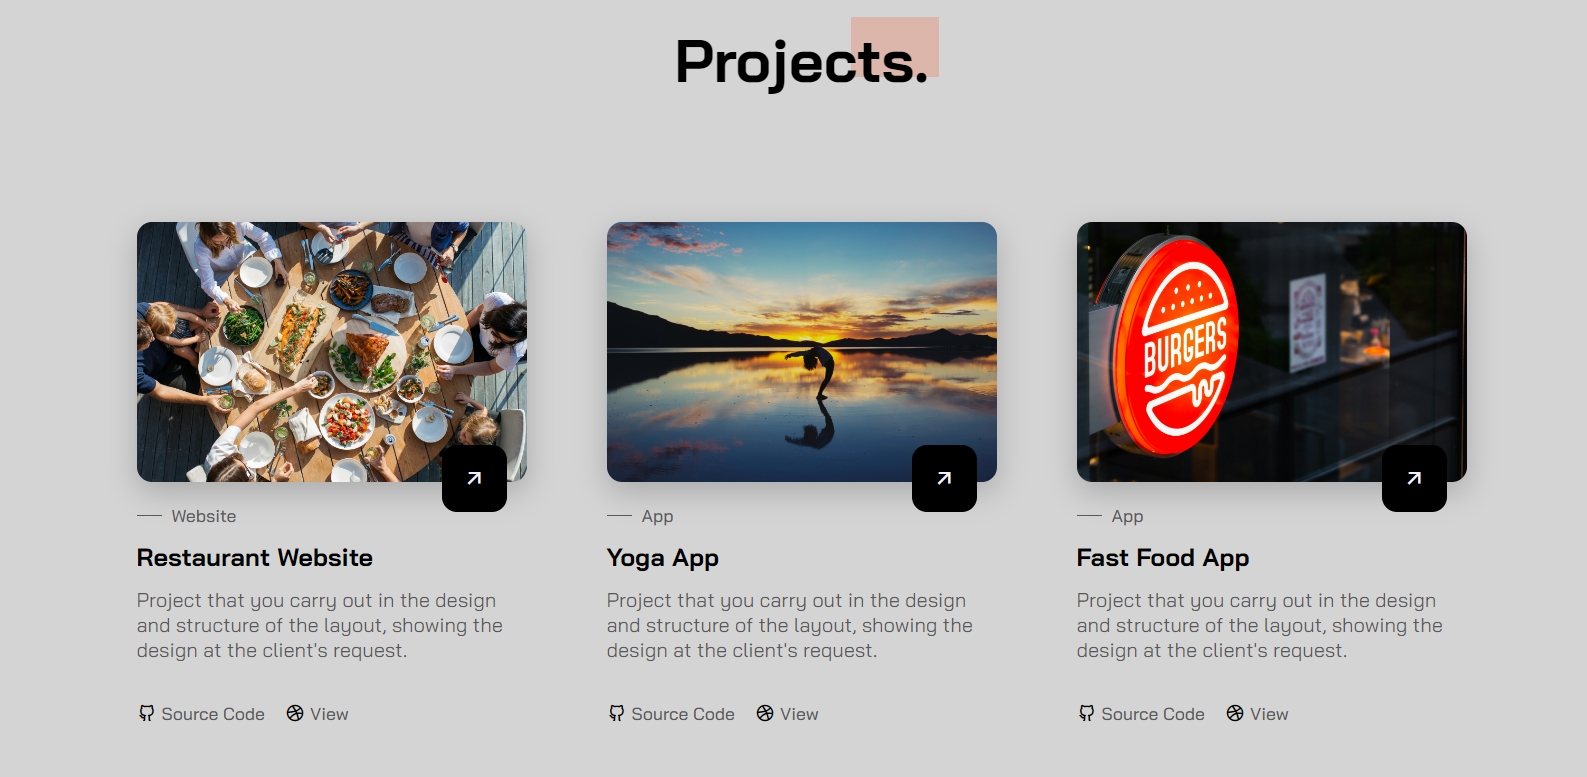 Projects.
BURGERS
Website
Restaurant Website
Project that you carry out in the design
and structure of the layout, showing the
design at the client's request.
Source Code View
App
Yoga App
Project that you carry out in the design
and structure of the layout, showing the
design at the client's request.
Source Code View
App
Fast Food App
Project that you carry out in the design
and structure of the layout, showing the
design at the client's request.
Source Code View